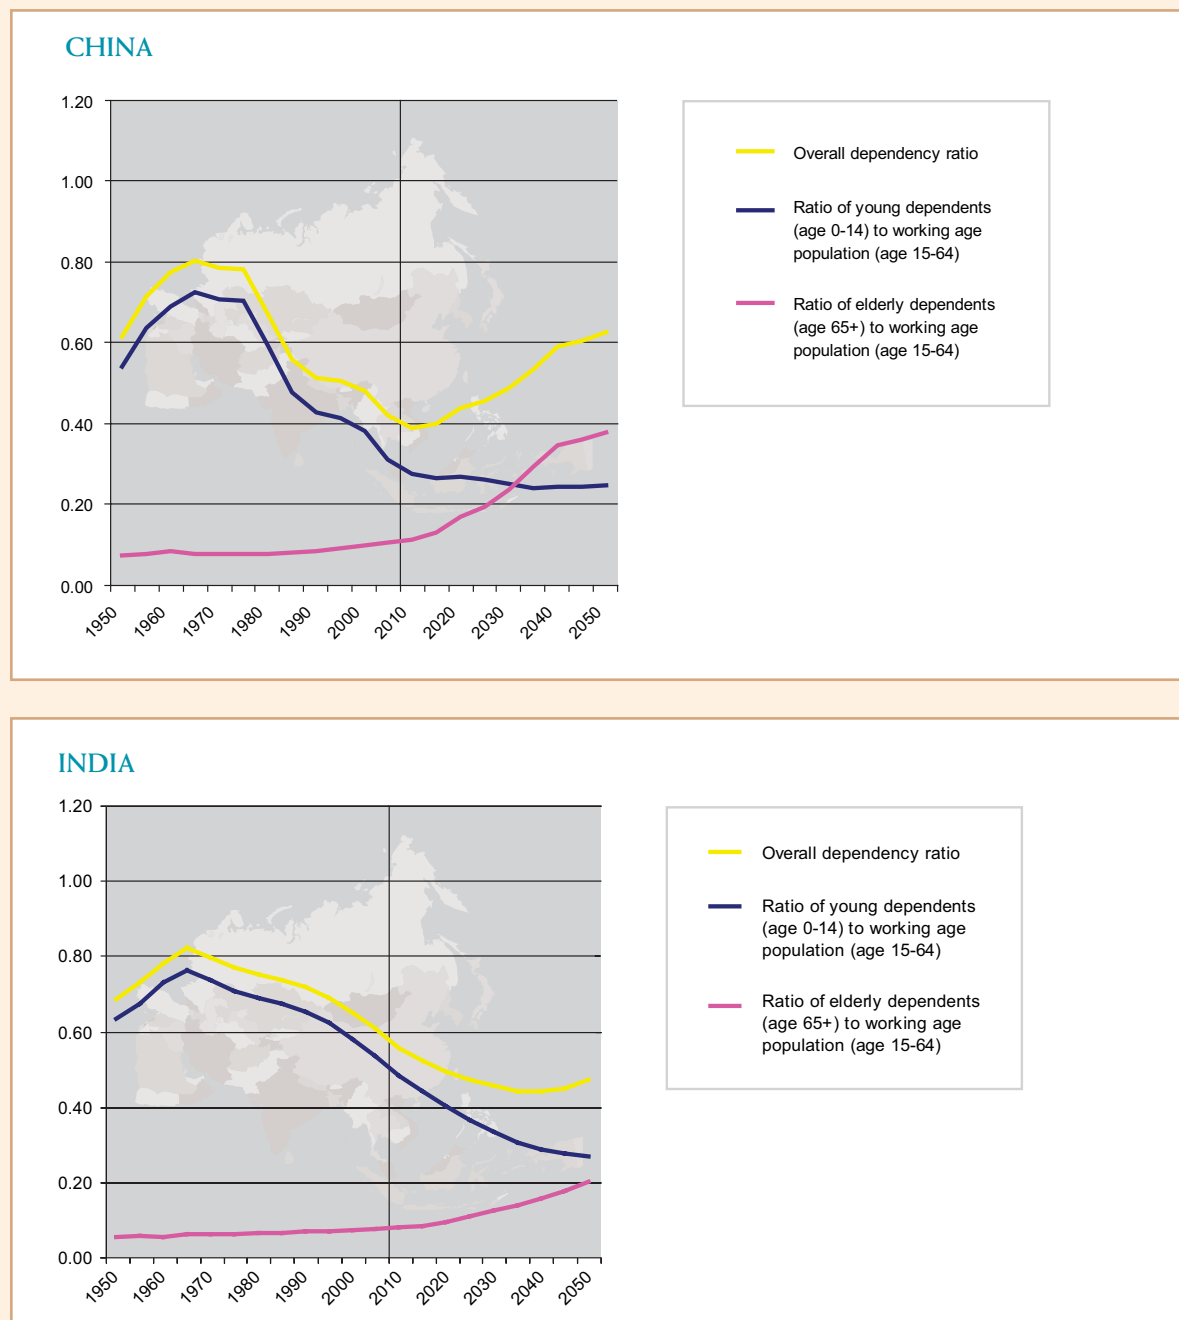 CHINA
1.20
1.00
0.80
0.60
0.40
0.20
0.00
1950
1960
1970
1980
1990
2000
2010
2020
2030
2040
2050
Overall dependency ratio
Ratio of young dependents
(age 0-14) to working age
population (age 15-64)
Ratio of elderly dependents
(age 65+) to working age
population (age 15-64)
INDIA
1.20
1.00
0.80
0.60
0.40
0.20
0.00
1950
1960
1970
1980
1990
2000
2010
2020
2030
2040
2050
Overall dependency ratio
Ratio of young dependents
(age 0-14) to working age
population (age 15-64)
Ratio of elderly dependents
(age 65+) to working age
population (age 15-64)